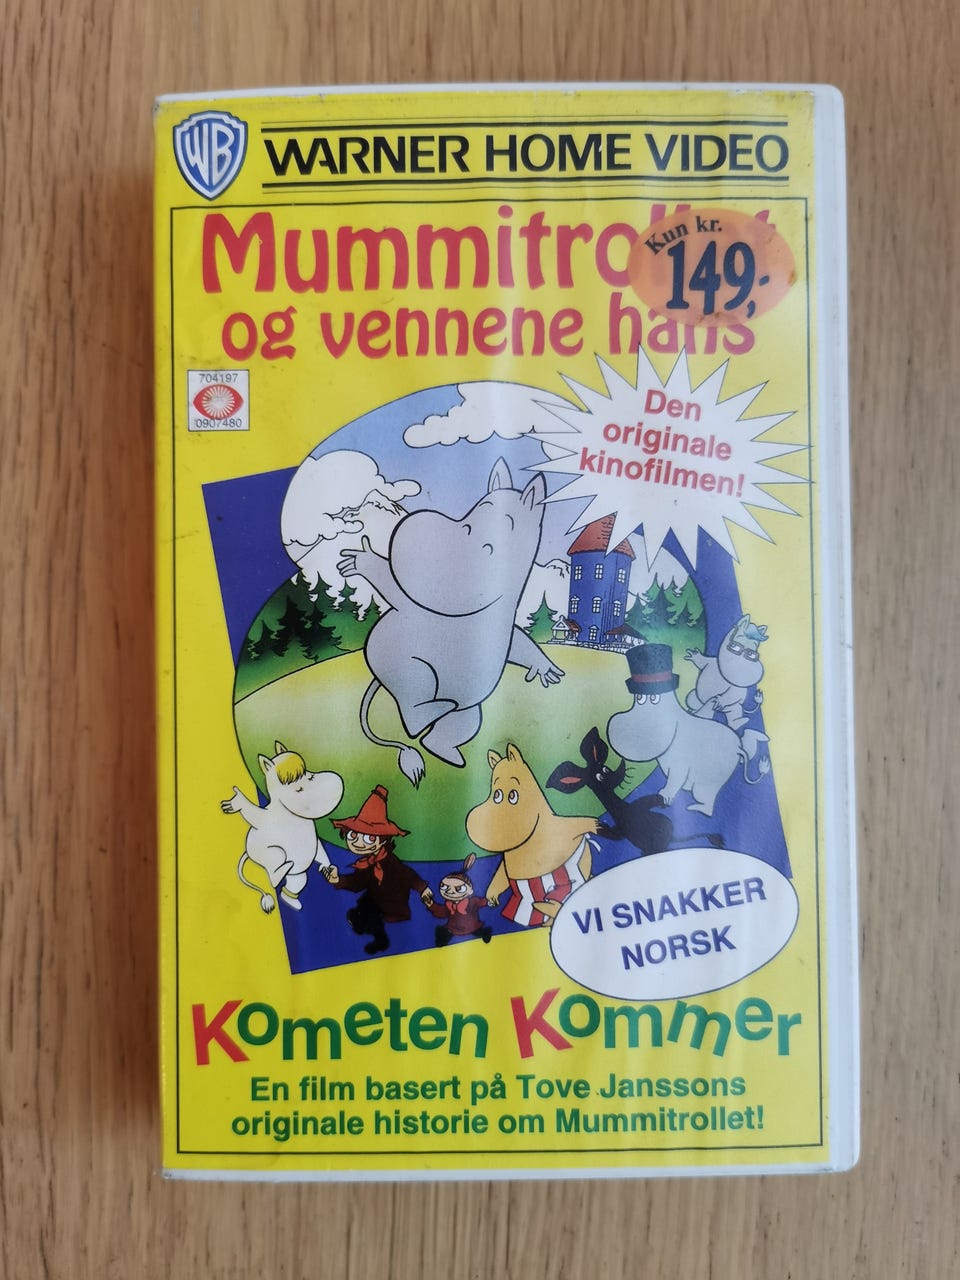 WB
WARNER HOME VIDEO
Mummitrollet
og vennene hans
Kun kr.
149,-
704197
0907480
Den
originale
kinofilmen!
VI SNAKKER
NORSK
Kometen Kommer
En film basert på Tove Janssons
originale historie om Mummitrollet!